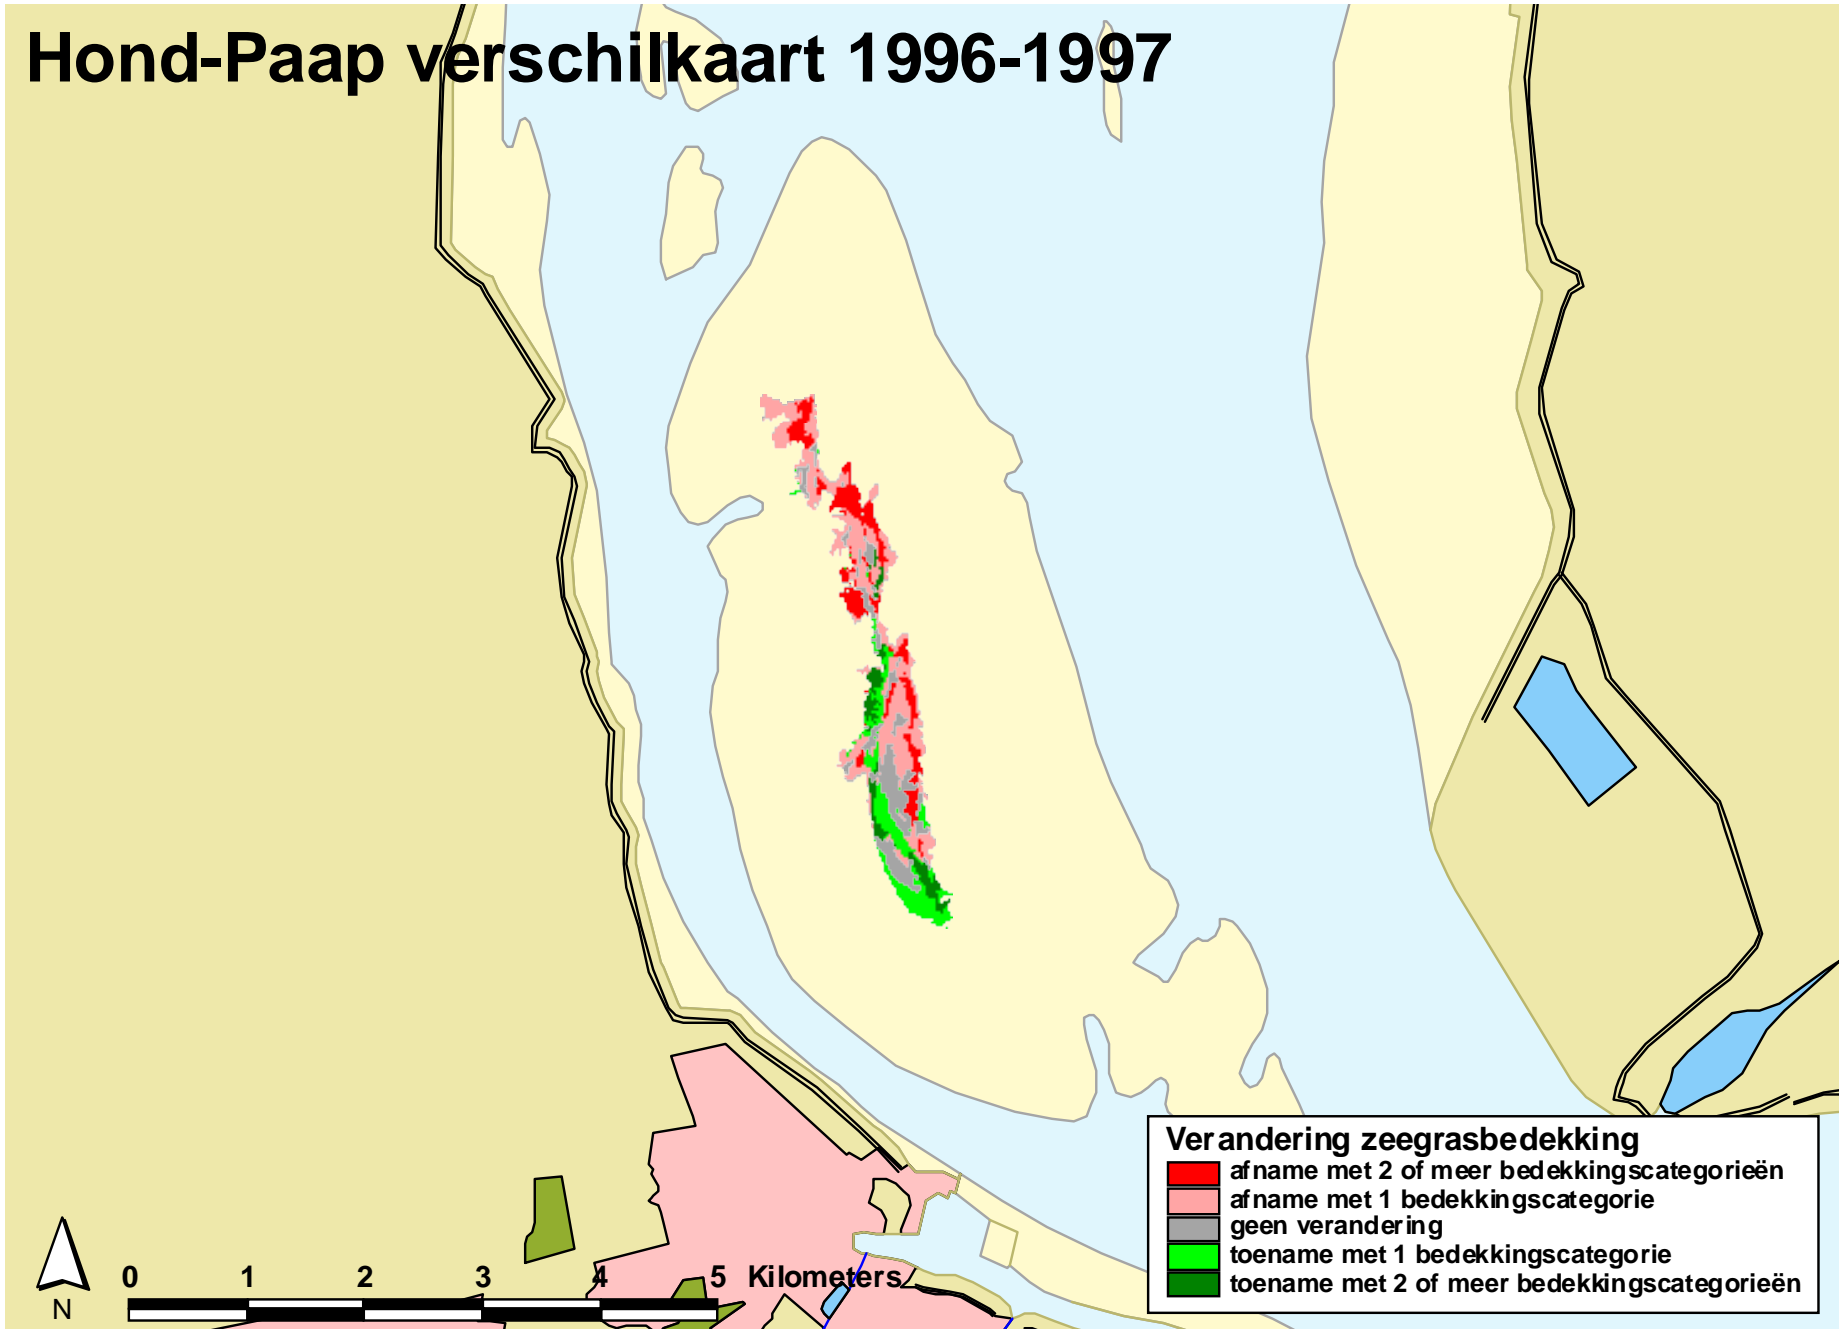 Hond-Paap verschilkaart 1996-1997
Verandering zeegrasbedekking
afname met 2 of meer bedekkingscategorieën
afname met 1 bedekkingscategorie
geen verandering
toename met 1 bedekkingscategorie
toename met 2 of meer bedekkingscategorieën
0 1 2 3 4 5 Kilometers
N